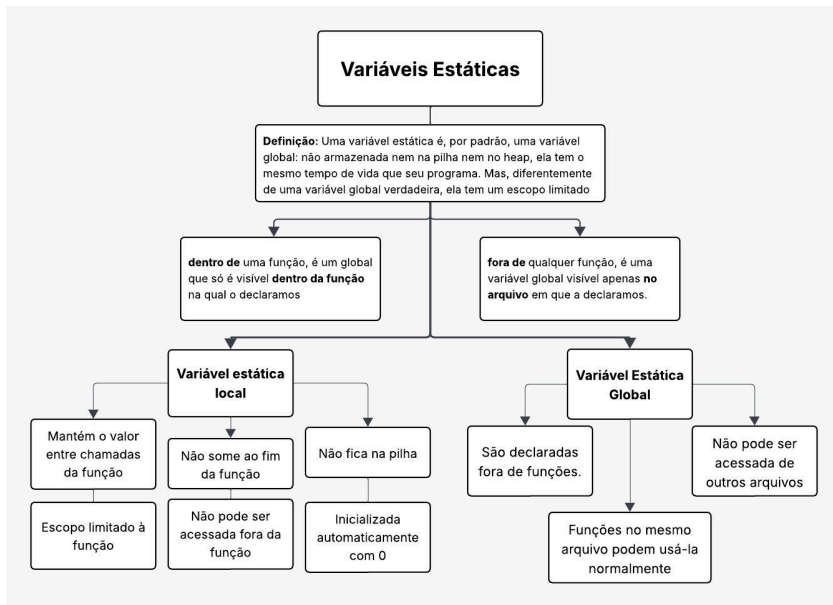 Variáveis Estáticas
Definição: Uma variável estática é, por padrão, uma variável
global: não armazenada nem na pilha nem no heap, ela tem o
mesmo tempo de vida que seu programa. Mas, diferentemente
de uma variável global verdadeira, ela tem um escopo limitado
dentro de uma função, é um global
que só é visível dentro da função
na qual o declaramos
fora de qualquer função, é uma
variável global visível apenas no
arquivo em que a declaramos.
Variável estática
local
Variável Estática
Global
Mantém o valor
entre chamadas
da função
Não some ao fim
da função
Não fica na pilha
São declaradas
fora de funções.
Não pode ser
acessada de
outros arquivos
Escopo limitado à
função
Não pode ser
acessada fora da
função
Inicializada
automaticamente
com 0
Funções no mesmo
arquivo podem usá-la
normalmente